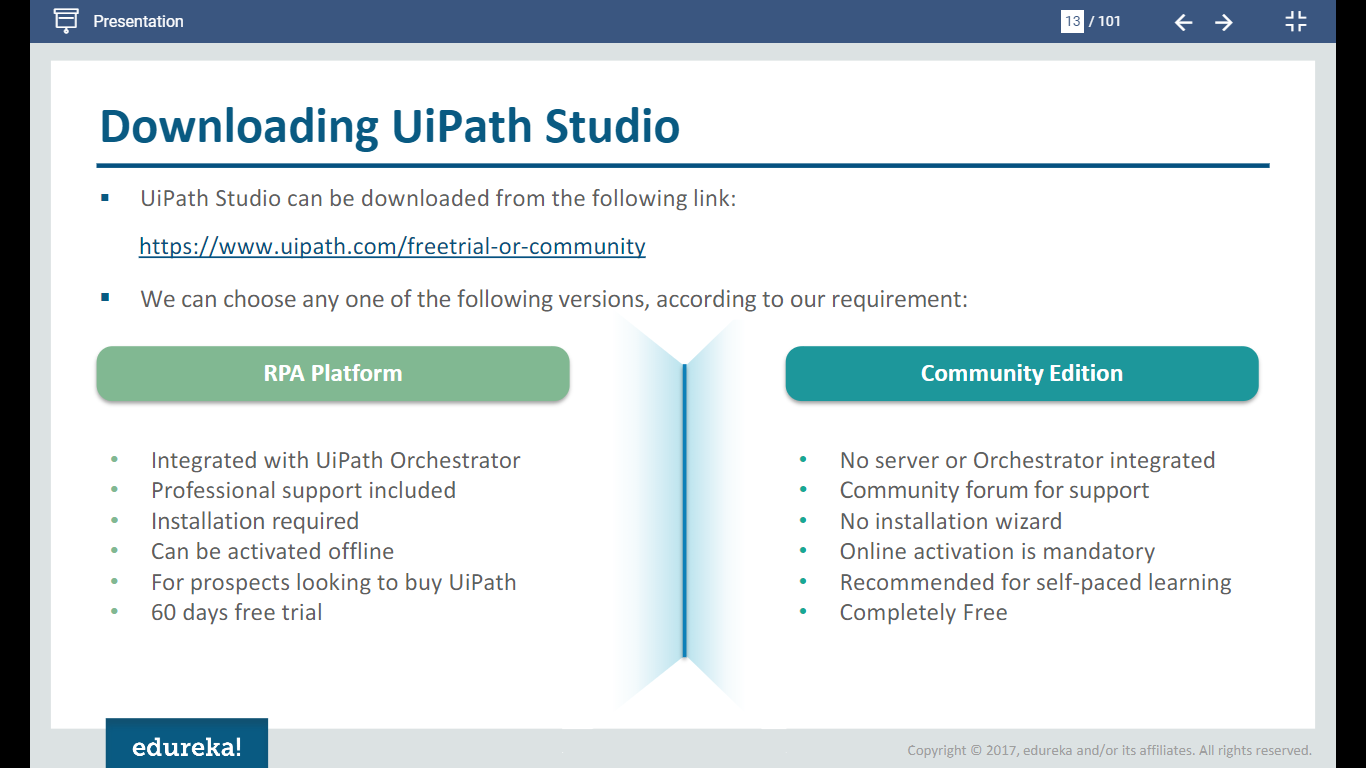 Presentation
13 / 101
Downloading UiPath Studio
UiPath Studio can be downloaded from the following link:
https://www.uipath.com/freetrial-or-community
We can choose any one of the following versions, according to our requirement:
RPA Platform
Integrated with UiPath Orchestrator
Professional support included
Installation required
Can be activated offline
For prospects looking to buy UiPath
60 days free trial
Community Edition
No server or Orchestrator integrated
Community forum for support
No installation wizard
Online activation is mandatory
Recommended for self-paced learning
Completely Free
edureka!
Copyright © 2017, edureka and/or its affiliates. All rights reserved.